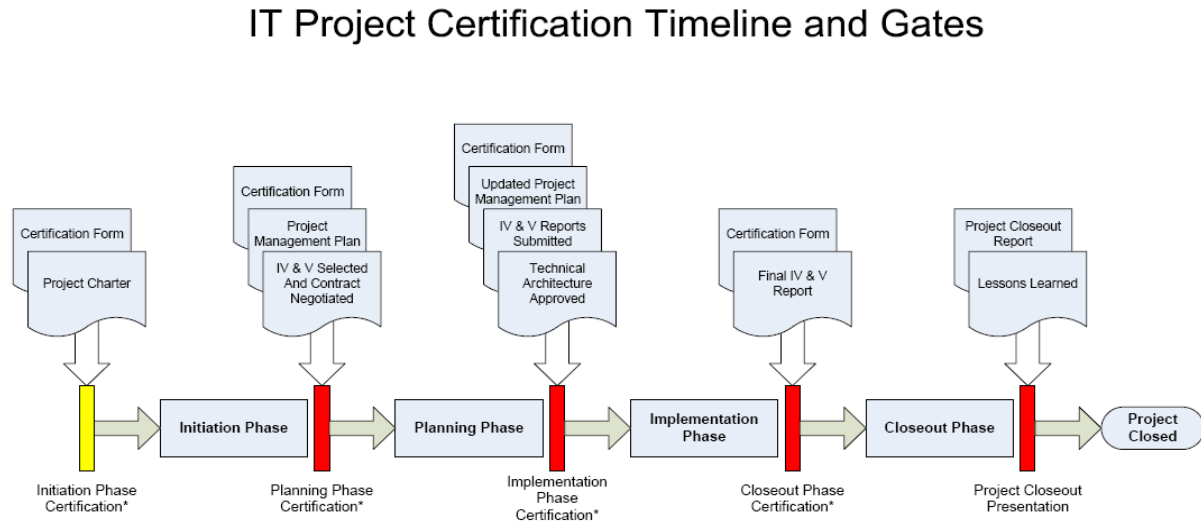 IT Project Certification Timeline and Gates
Certification Form
Project Charter
Certification Form
Project
Management Plan
IV & V Selected
And Contract
Negotiated
Certification Form
Updated Project
Management Plan
IV & V Reports
Submitted
Technical
Architecture
Approved
Certification Form
Final IV & V
Report
Project Closeout
Report
Lessons Learned
Initiation Phase
Planning Phase
Implementation
Phase
Closeout Phase
Project
Closed
Initiation Phase
Certification*
Planning Phase
Certification*
Implementation
Phase
Certification*
Closeout Phase
Certification*
Project Closeout
Presentation